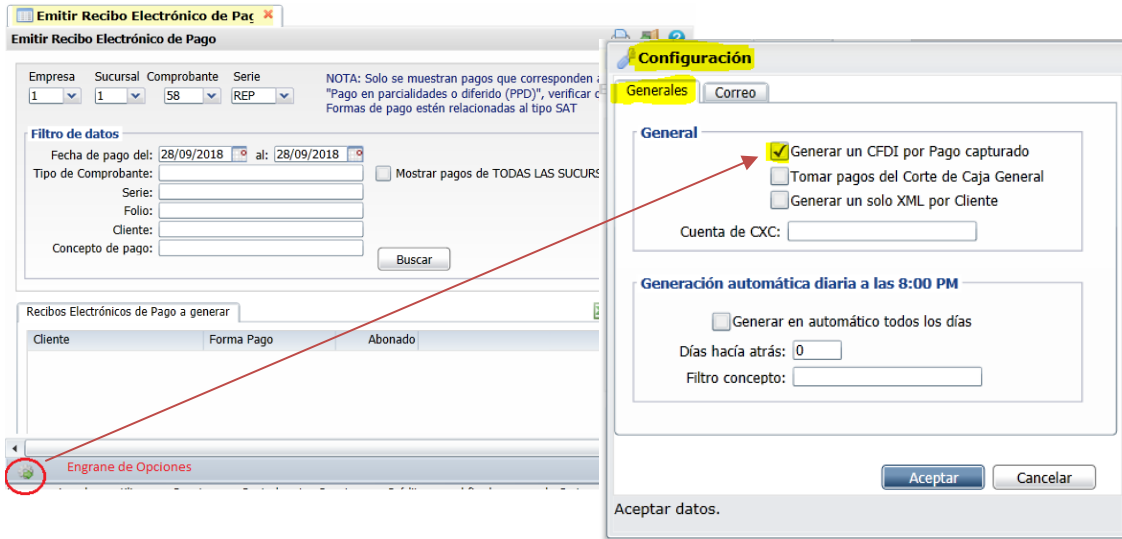 Emitir Recibo Electrónico de Pag
Emitir Recibo Electrónico de Pago
Empresa Sucursal Comprobante Serie
1 1 58 REP
NOTA: Solo se muestran pagos que corresponden a
"Pago en parcialidades o diferido (PPD)", verificar
Formas de pago estén relacionadas al tipo SAT
Filtro de datos
Fecha de pago del: 28/09/2018 al: 28/09/2018
Tipo de Comprobante: Mostrar pagos de TODAS LAS SUCURS
Serie:
Folio:
Cliente:
Concepto de pago:
Buscar
Recibos Electrónicos de Pago a generar
Cliente Forma Pago Abonado
Engrane de Opciones
Configuración
Generales Correo
General
Generar un CFDI por Pago capturado
Tomar pagos del Corte de Caja General
Generar un solo XML por Cliente
Cuenta de CXC:
Generación automática diaria a las 8:00 PM
Generar en automático todos los días
Días hacía atrás: 0
Filtro concepto:
Aceptar Cancelar
Aceptar datos.